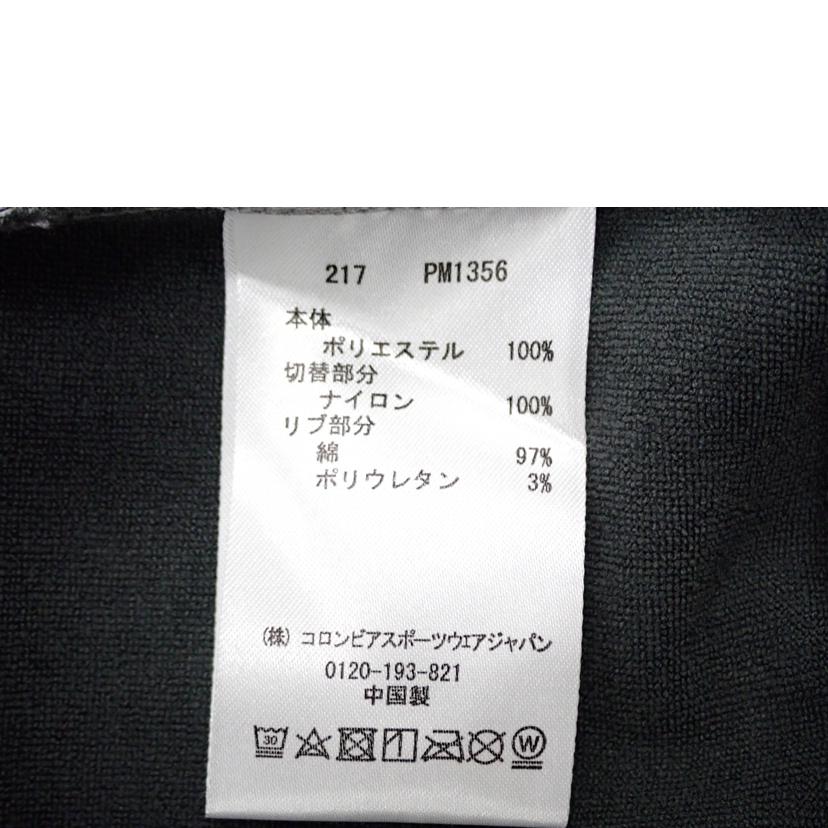 217 PM1356
本体
ポリエステル 100%
切替部分
ナイロン 100%
リブ部分
綿 97%
ポリウレタン 3%
(株)コロンビアスポーツウエアジャパン
0120-193-821
中国製
30 W